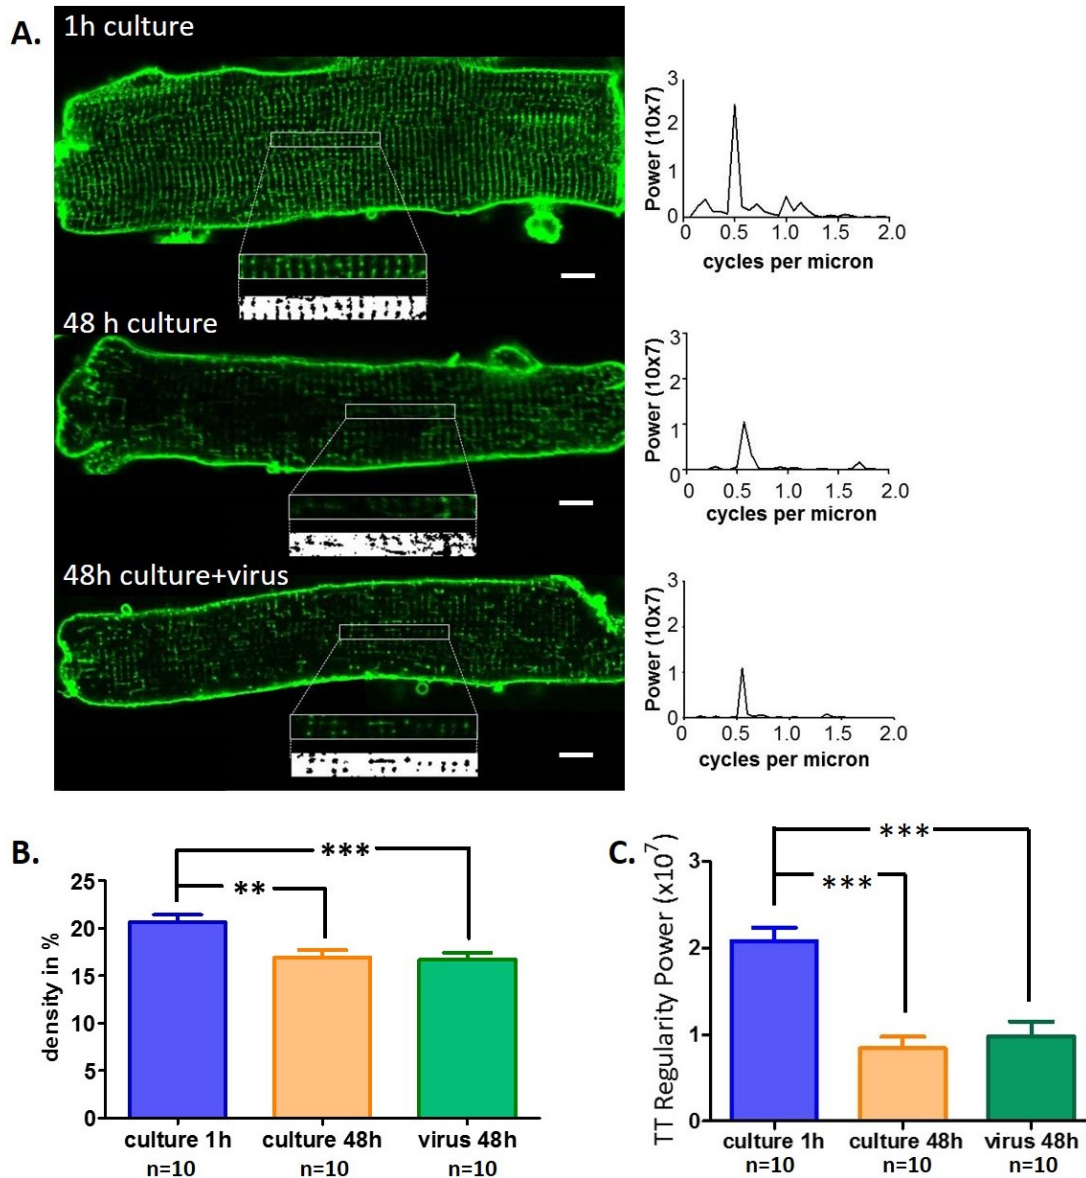 A.
1h culture
3
2
1
0
Power (10x7)
0 0.5 1.0 1.5 2.0
cycles per micron
48 h culture
3
2
1
0
Power (10x7)
0 0.5 1.0 1.5 2.0
cycles per micron
48h culture+virus
3
2
1
0
Power (10x7)
0 0.5 1.0 1.5 2.0
cycles per micron
B.
***
**
25
20
15
10
5
0
density in %
culture 1h culture 48h virus 48h
n=10 n=10 n=10
C.
***
***
3
2
1
0
TT Regularity Power (x10⁷)
culture 1h culture 48h virus 48h
n=10 n=10 n=10